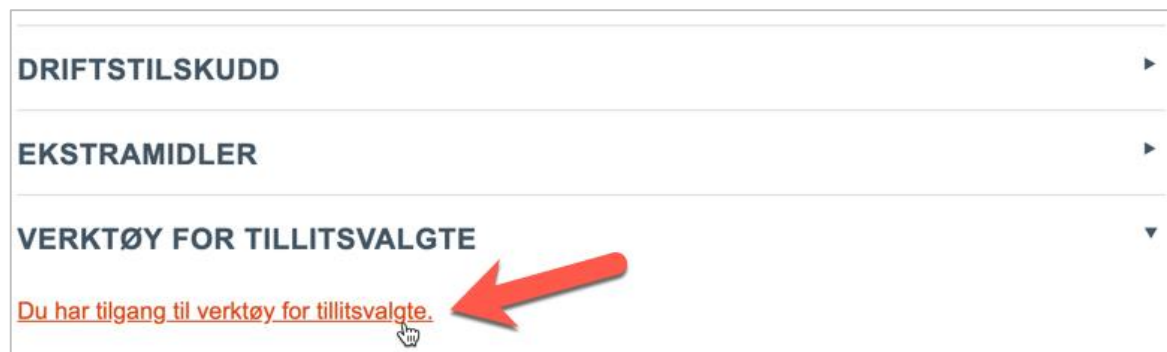 DRIFTSTILSKUDD
EKSTRAMIDLER
VERKTØY FOR TILLITSVALGTE
Du har tilgang til verktøy for tillitsvalgte.